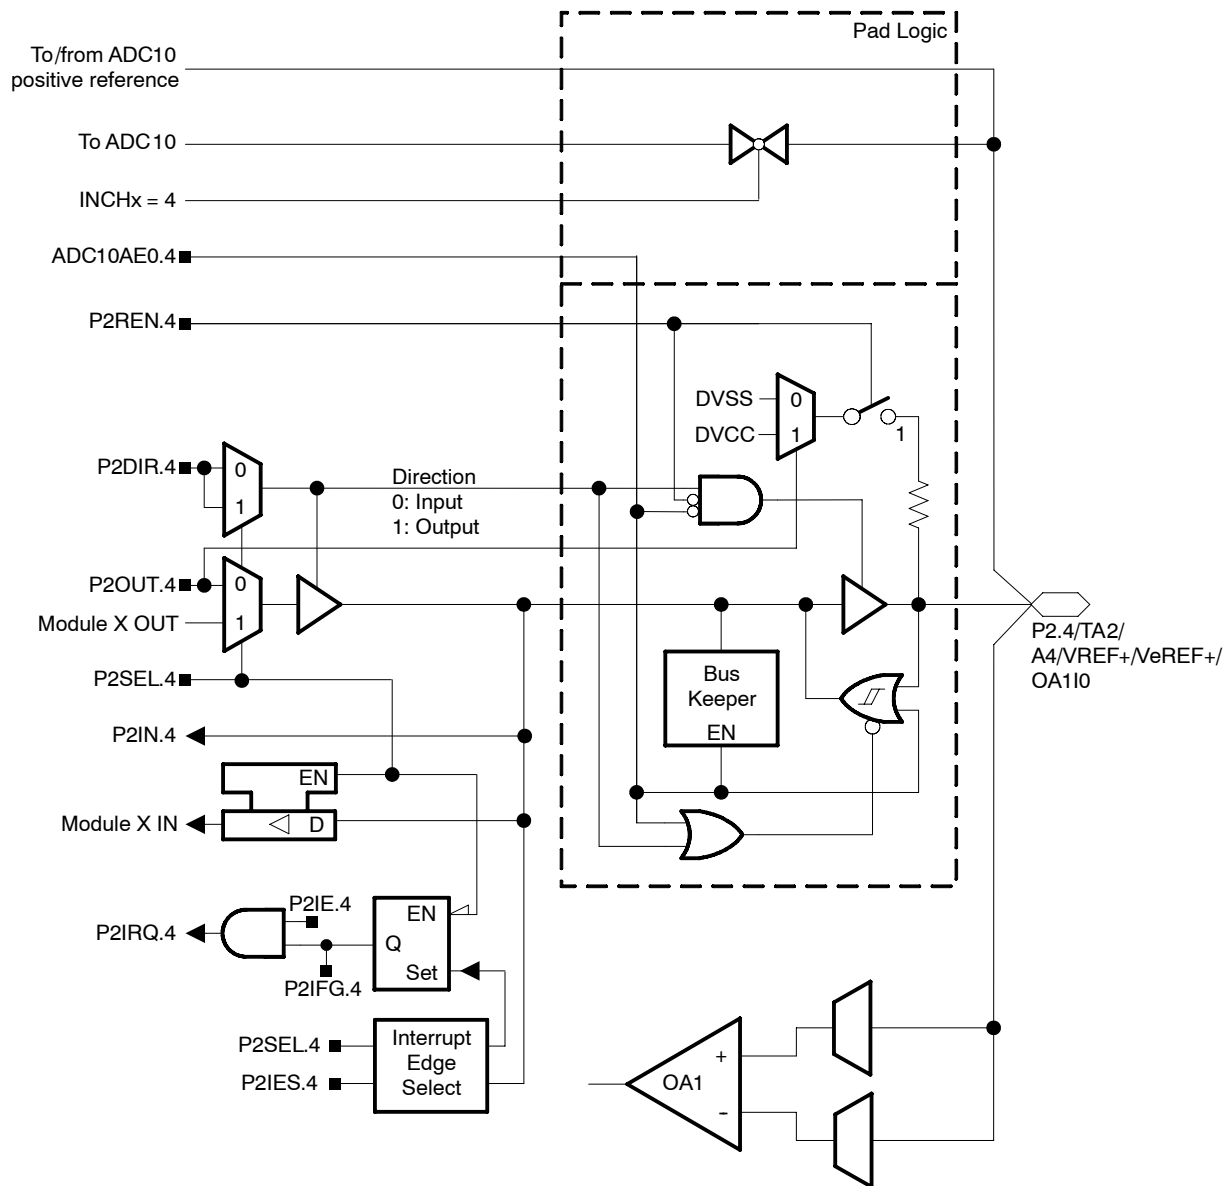 Pad Logic
To/from ADC10
positive reference
To ADC10
INCHx = 4
ADC10AE0.4
P2REN.4
DVSS
0
DVCC
1
1
P2DIR.4
0
1
Direction
0: Input
1: Output
P2OUT.4
0
Module X OUT
1
P2SEL.4
P2.4/TA2/
A4/VREF+/VeREF+/
OA1I0
Bus
Keeper
EN
P2IN.4
EN
Module X IN
D
P2IE.4
EN
P2IRQ.4
Q
Set
P2IFG.4
P2SEL.4
P2IES.4
Interrupt
Edge
Select
+
OA1
−